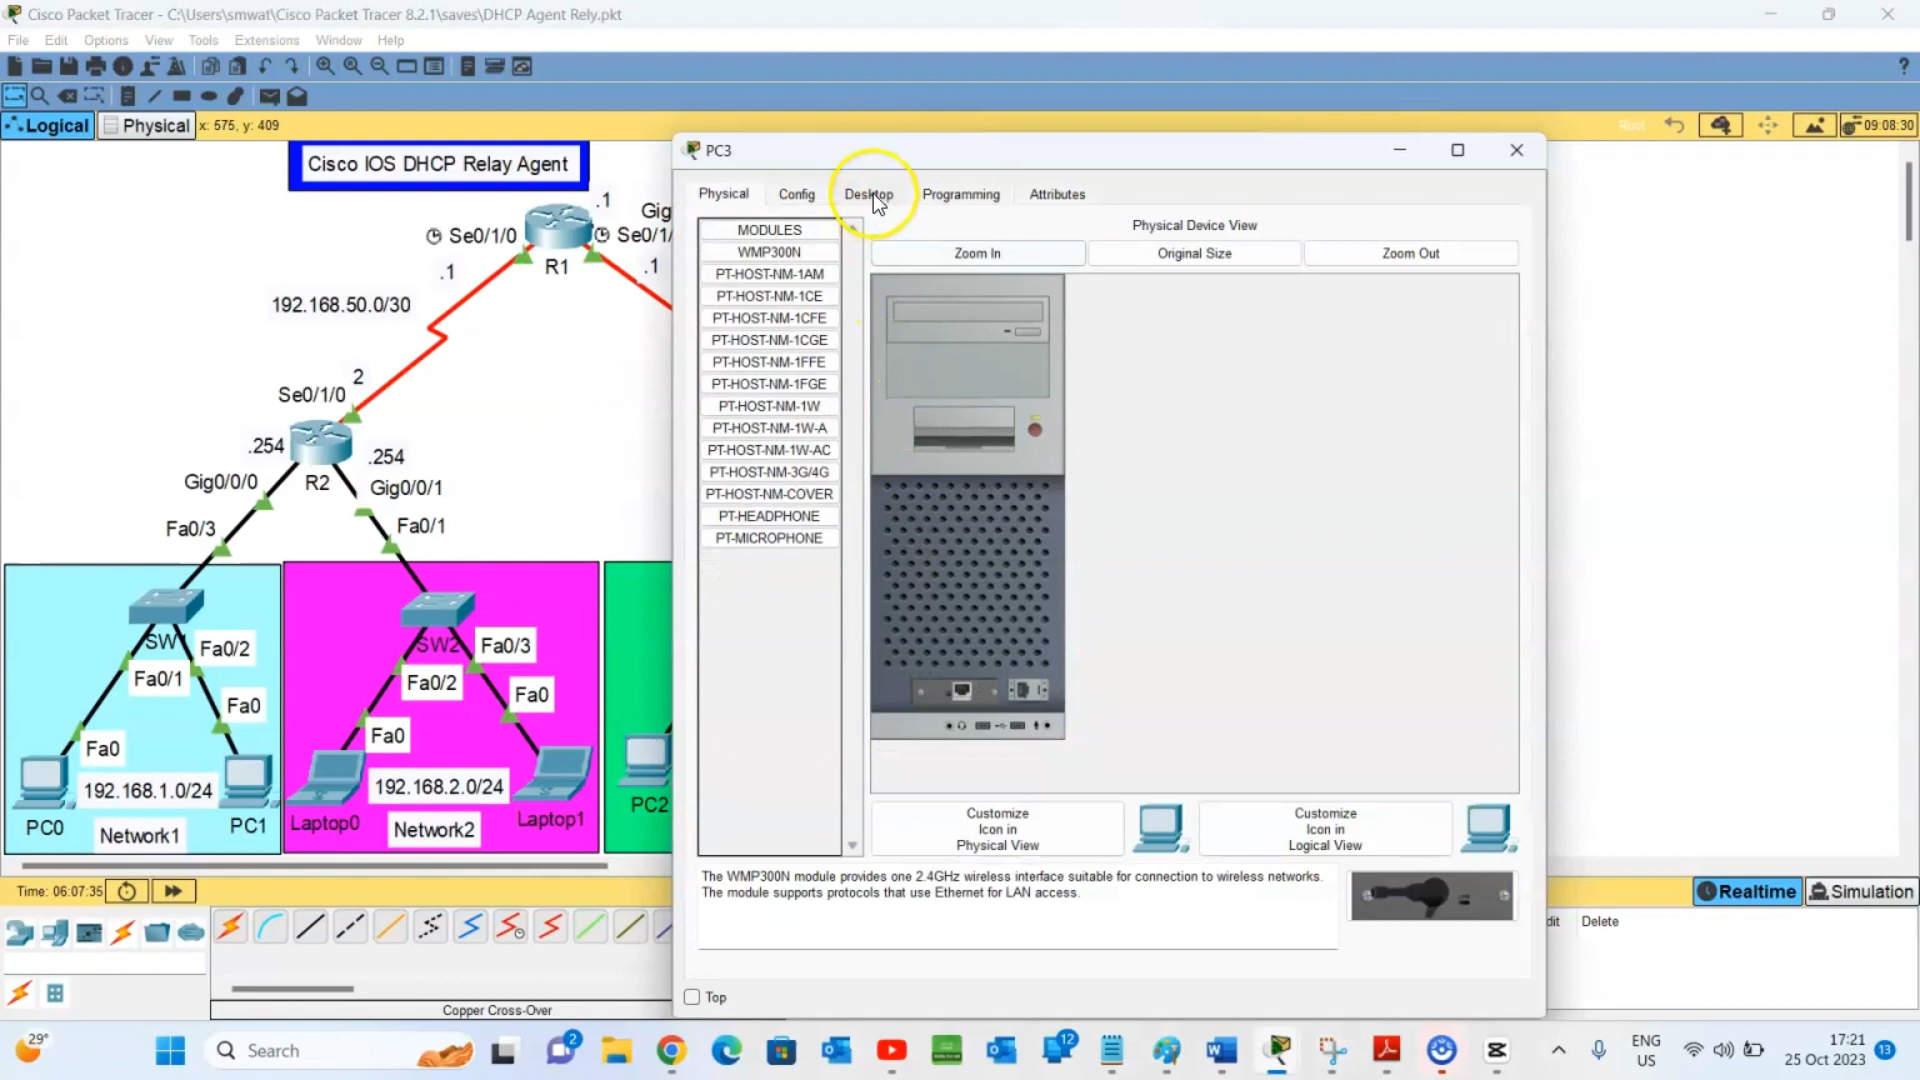 Cisco Packet Tracer - C:\Users\smwat\Cisco Packet Tracer 8.2.1\saves\DHCP Agent Rely.pkt
File Edit Options View Tools Extensions Window Help
?
Logical Physical x: 575, y: 409
Root 09:08:30
Cisco IOS DHCP Relay Agent
.1
Gig
Se0/1/0
Se0/1/
R1
.1
.1
192.168.50.0/30
2
Se0/1/0
.254
.254
Gig0/0/0
R2
Gig0/0/1
Fa0/3
Fa0/1
SW1
Fa0/2
Fa0/1
Fa0
Fa0
192.168.1.0/24
PC0
PC1
Network1
SW2
Fa0/3
Fa0/2
Fa0
Fa0
192.168.2.0/24
Laptop0
Laptop1
Network2
PC2
PC3
Physical Config Desktop Programming Attributes
MODULES
WMP300N
PT-HOST-NM-1AM
PT-HOST-NM-1CE
PT-HOST-NM-1CFE
PT-HOST-NM-1CGE
PT-HOST-NM-1FFE
PT-HOST-NM-1FGE
PT-HOST-NM-1W
PT-HOST-NM-1W-A
PT-HOST-NM-1W-AC
PT-HOST-NM-3G/4G
PT-HOST-NM-COVER
PT-HEADPHONE
PT-MICROPHONE
Physical Device View
Zoom In Original Size Zoom Out
Customize
Icon in
Physical View
Customize
Icon in
Logical View
The WMP300N module provides one 2.4GHz wireless interface suitable for connection to wireless networks.
The module supports protocols that use Ethernet for LAN access.
Top
Time: 06:07:35
Realtime Simulation
dit Delete
Copper Cross-Over
29°
Search
2
12
ENG
US
17:21
25 Oct 2023
13